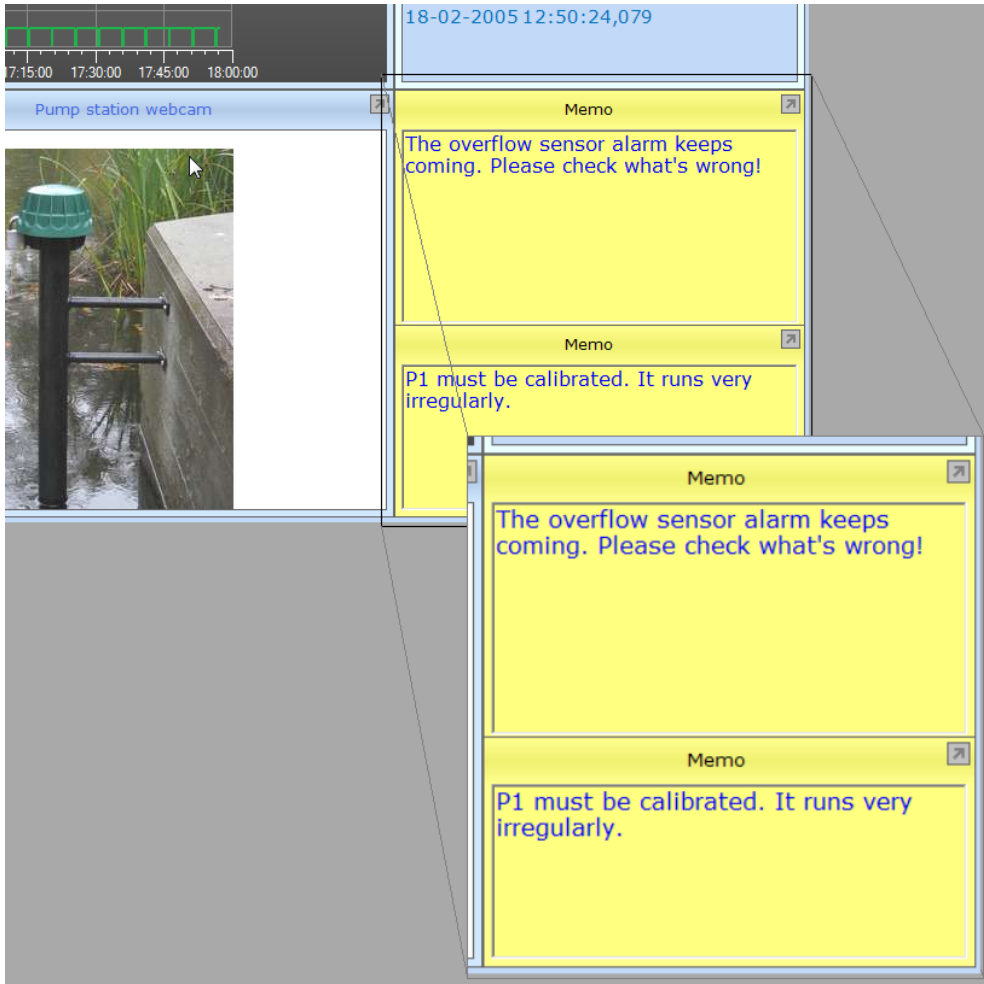 18-02-2005 12:50:24,079
17:15:00 17:30:00 17:45:00 18:00:00
Pump station webcam
Memo
The overflow sensor alarm keeps
coming. Please check what's wrong!
Memo
P1 must be calibrated. It runs very
irregularly.
Memo
The overflow sensor alarm keeps
coming. Please check what's wrong!
Memo
P1 must be calibrated. It runs very
irregularly.